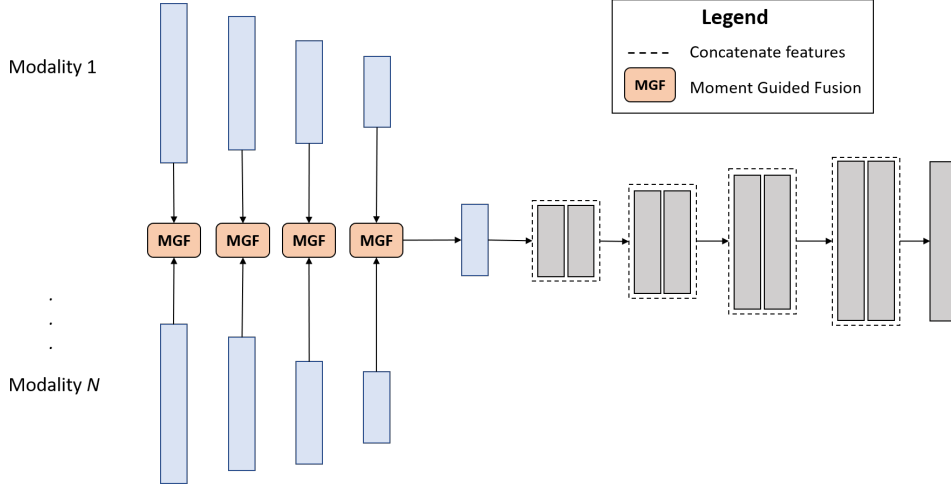 Legend
Concatenate features
MGF Moment Guided Fusion
Modality 1
MGF MGF MGF MGF
.
.
.
Modality N